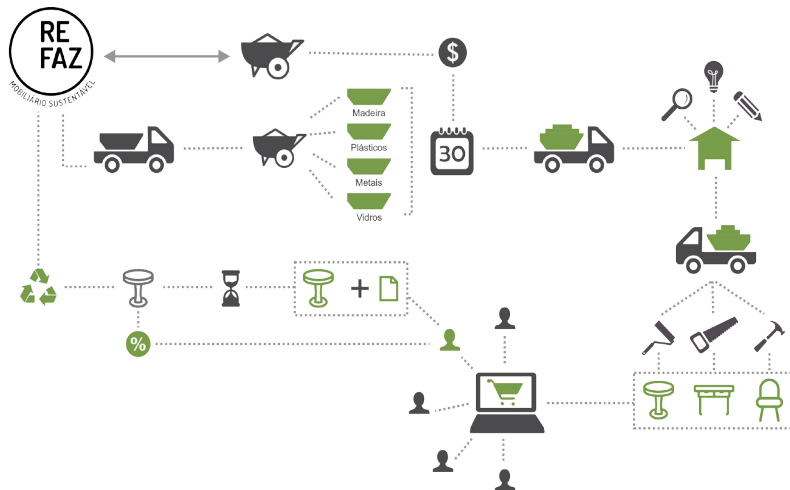 RE
FAZ
MOBILIÁRIO SUSTENTÁVEL
$
Madeira
Plásticos
Metais
Vidros
30
+
%